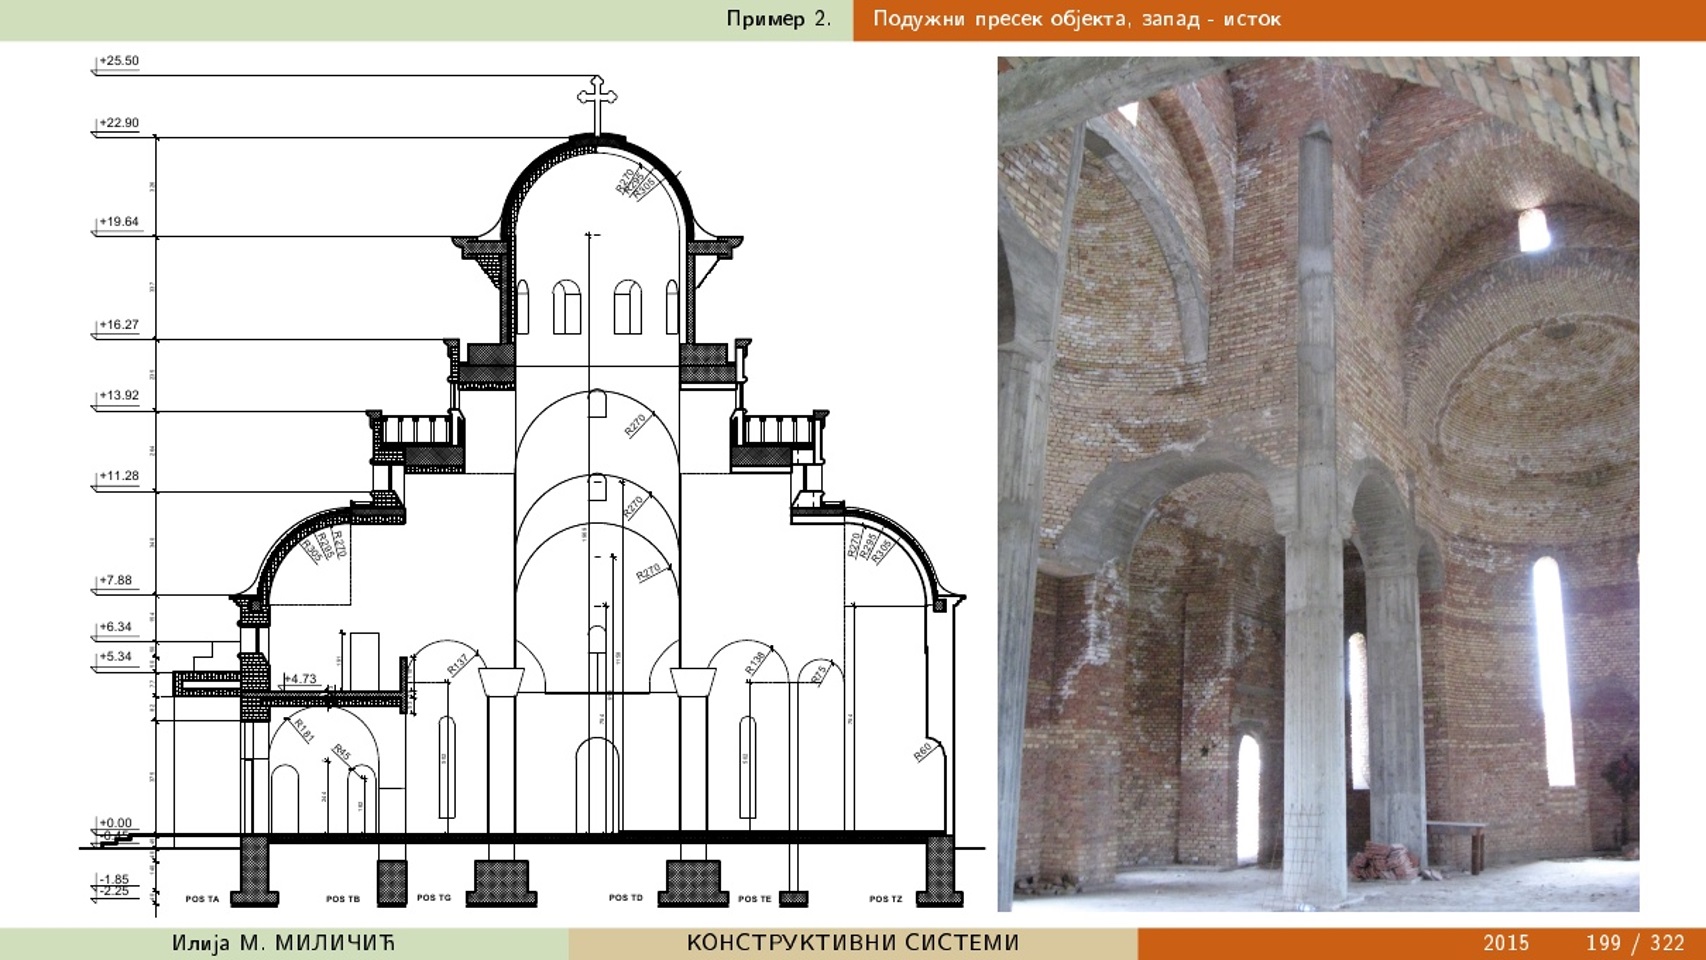 Пример 2.
Подужни пресек објекта, запад - исток
+25.50
+22.90
+19.64
+16.27
+13.92
+11.28
+7.88
+6.34
+5.34
+4.73
+0.00
-0.45
-1.85
-2.25
R270
R295
R305
R270
R270
R270
R305
R295
R270
R270
R295
R305
R137
R138
R75
R181
R45
R60
POS TA
POS TB
POS TG
POS TD
POS TE
POS TZ
Илија М. МИЛИЧИЋ
КОНСТРУКТИВНИ СИСТЕМИ
2015
199 / 322